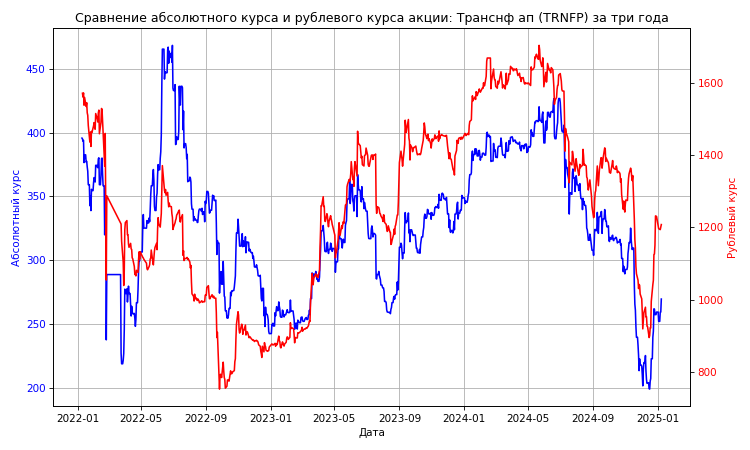 Сравнение абсолютного курса и рублевого курса акции: Транснф ап (TRNFP) за три года
450
400
350
300
250
200
Абсолютный курс
1600
1400
1200
1000
800
Рублевый курс
2022-01 2022-05 2022-09 2023-01 2023-05 2023-09 2024-01 2024-05 2024-09 2025-01
Дата